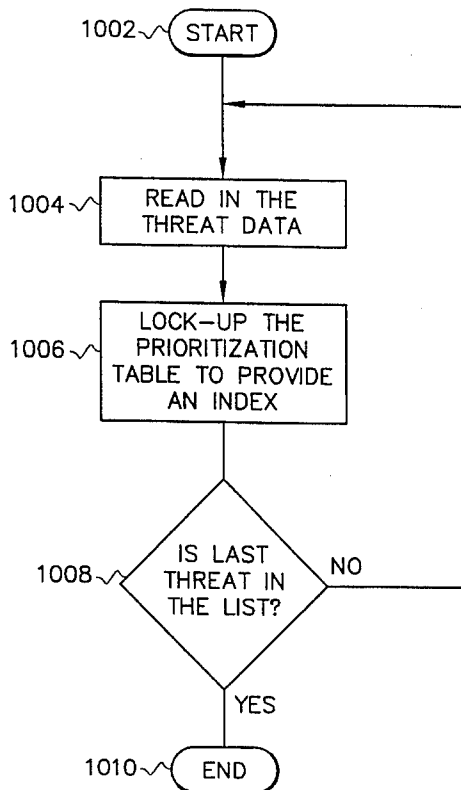 1002 START
1004 READ IN THE
THREAT DATA
LOCK-UP THE
1006 PRIORITIZATION
TABLE TO PROVIDE
AN INDEX
IS LAST
1008 THREAT IN NO
THE LIST?
YES
1010 END